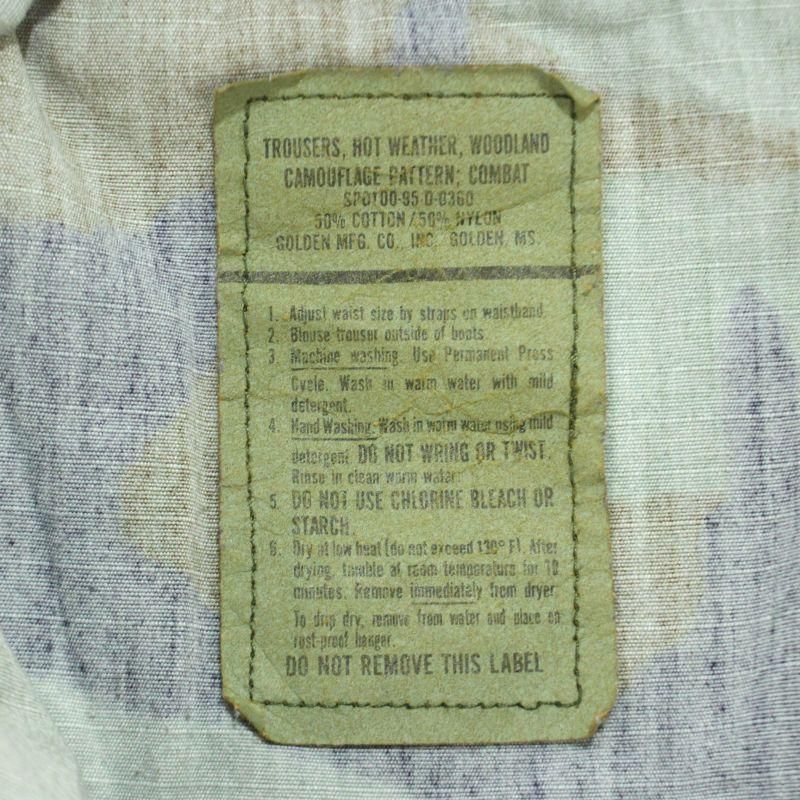 TROUSERS, HOT WEATHER, WOODLAND
CAMOUFLAGE PATTERN; COMBAT
SPO100-95-D-0360
50% COTTON / 50% NYLON
GOLDEN MFG. CO., INC. GOLDEN, MS.
1. Adjust waist size by straps on waistband.
2. Blouse trouser outside of boots.
3. Machine washing. Use Permanent Press
Cycle. Wash in warm water with mild
detergent.
4. Hand Washing. Wash in warm water using mild
detergent. DO NOT WRING OR TWIST.
Rinse in clean warm water.
5. DO NOT USE CHLORINE BLEACH OR
STARCH.
6. Dry at low heat (do not exceed 130° F). After
drying, tumble at room temperature for 10
minutes. Remove immediately from dryer.
To drip dry, remove from water and place on
rust-proof hanger.
DO NOT REMOVE THIS LABEL